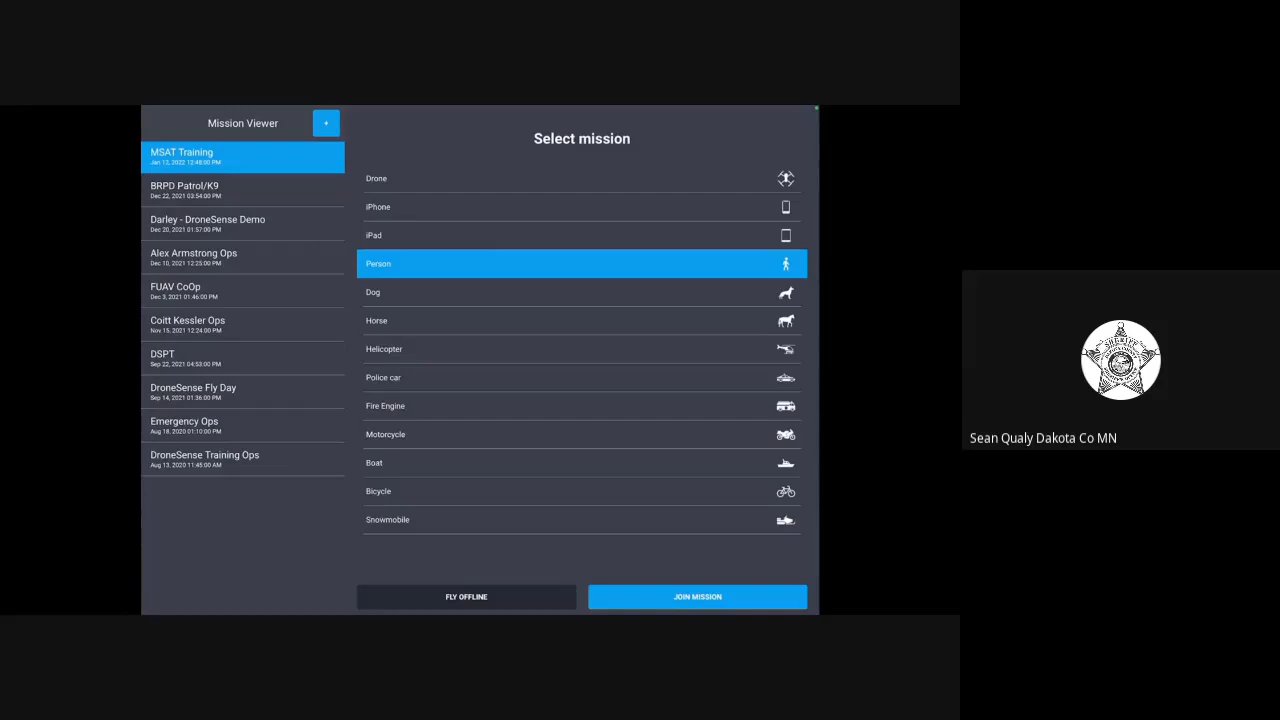 Mission Viewer
+
MSAT Training
Jan 12, 2022 12:48:00 PM
BRPD Patrol/K9
Dec 22, 2021 03:54:00 PM
Darley - DroneSense Demo
Dec 20, 2021 01:57:00 PM
Alex Armstrong Ops
Dec 10, 2021 12:25:00 PM
FUAV CoOp
Dec 3, 2021 01:46:00 PM
Coitt Kessler Ops
Nov 15, 2021 12:24:00 PM
DSPT
Sep 22, 2021 04:53:00 PM
DroneSense Fly Day
Sep 14, 2021 01:36:00 PM
Emergency Ops
Aug 18, 2020 01:10:00 PM
DroneSense Training Ops
Aug 13, 2020 11:45:00 AM
Select mission
Drone
iPhone
iPad
Person
Dog
Horse
Helicopter
Police car
Fire Engine
Motorcycle
Boat
Bicycle
Snowmobile
FLY OFFLINE
JOIN MISSION
SHERIFF
Sean Qualy Dakota Co MN